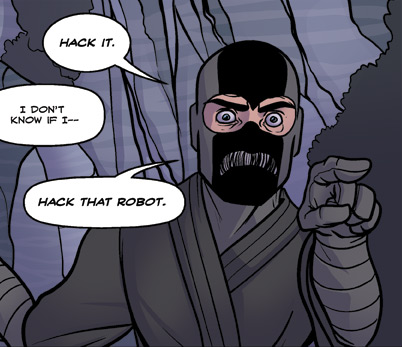 HACK IT.
I DON'T
KNOW IF I--
HACK THAT ROBOT.